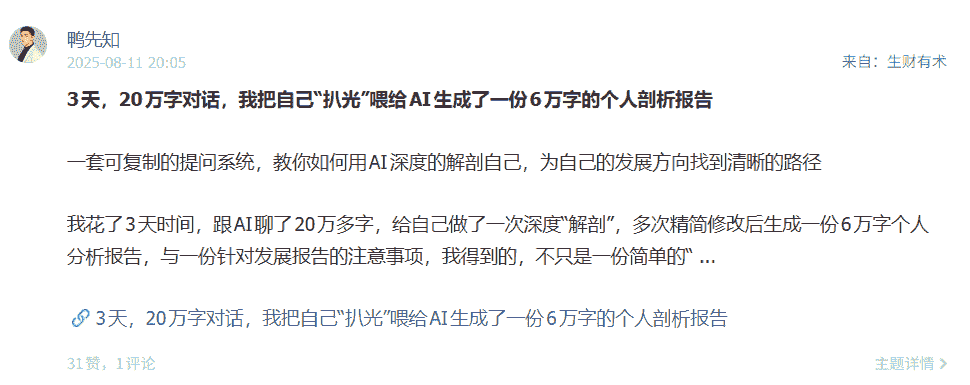 鸭先知
2025-08-11 20:05
来自：生财有术
3天，20万字对话，我把自己“扒光”喂给AI生成了一份6万字的个人剖析报告
一套可复制的提问系统，教你如何用AI深度的解剖自己，为自己的发展方向找到清晰的路径
我花了3天时间，跟AI聊了20万多字，给自己做了一次深度“解剖”，多次精简修改后生成一份6万字个人
分析报告，与一份针对发展报告的注意事项，我得到的，不只是一份简单的“ ...
3天，20万字对话，我把自己“扒光”喂给AI生成了一份6万字的个人剖析报告
31赞，1评论
主题详情